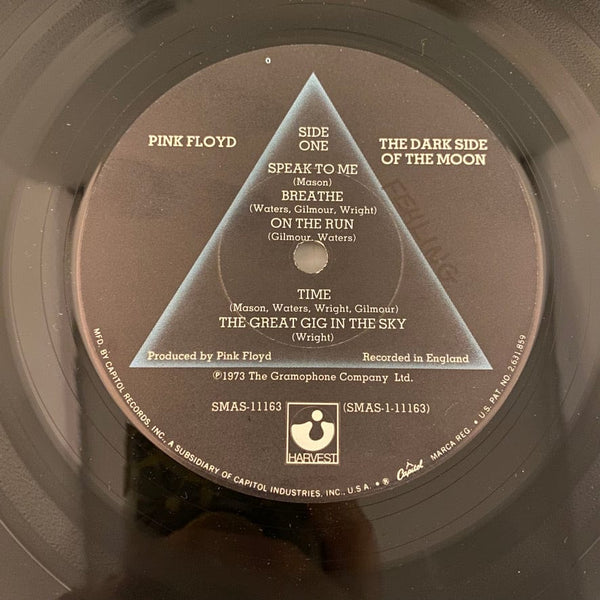 o
PINK FLOYD
SIDE
ONE
THE DARK SIDE
OF THE MOON
SPEAK TO ME
(Mason)
BREATHE
(Waters, Gilmour, Wright)
ON THE RUN
(Gilmour, Waters)
TIME
(Mason, Waters, Wright, Gilmour)
THE GREAT GIG IN THE SKY
(Wright)
Produced by Pink Floyd
Recorded in England
℗1973 The Gramophone Company Ltd.
SMAS-11163
(SMAS-1-11163)
HARVEST
MFD. BY CAPITOL RECORDS, INC., A SUBSIDIARY OF CAPITOL INDUSTRIES, INC., U.S.A. • ® Capitol MARCA REG. • U.S. PAT. NO. 2,631,859